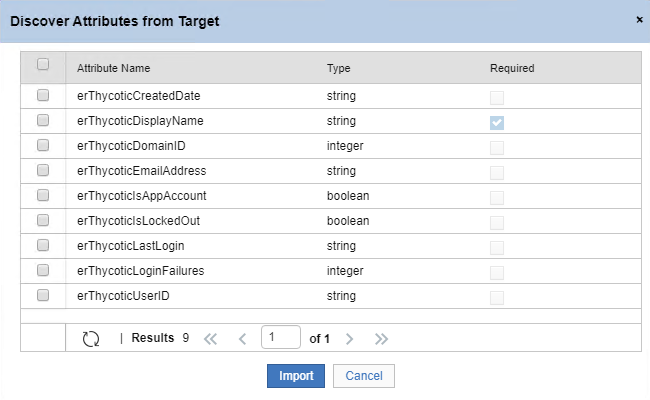 Discover Attributes from Target ×
Attribute Name Type Required
erThycoticCreatedDate string
erThycoticDisplayName string
erThycoticDomainID integer
erThycoticEmailAddress string
erThycoticIsAppAccount boolean
erThycoticIsLockedOut boolean
erThycoticLastLogin string
erThycoticLoginFailures integer
erThycoticUserID string
| Results 9 1 of 1
Import Cancel